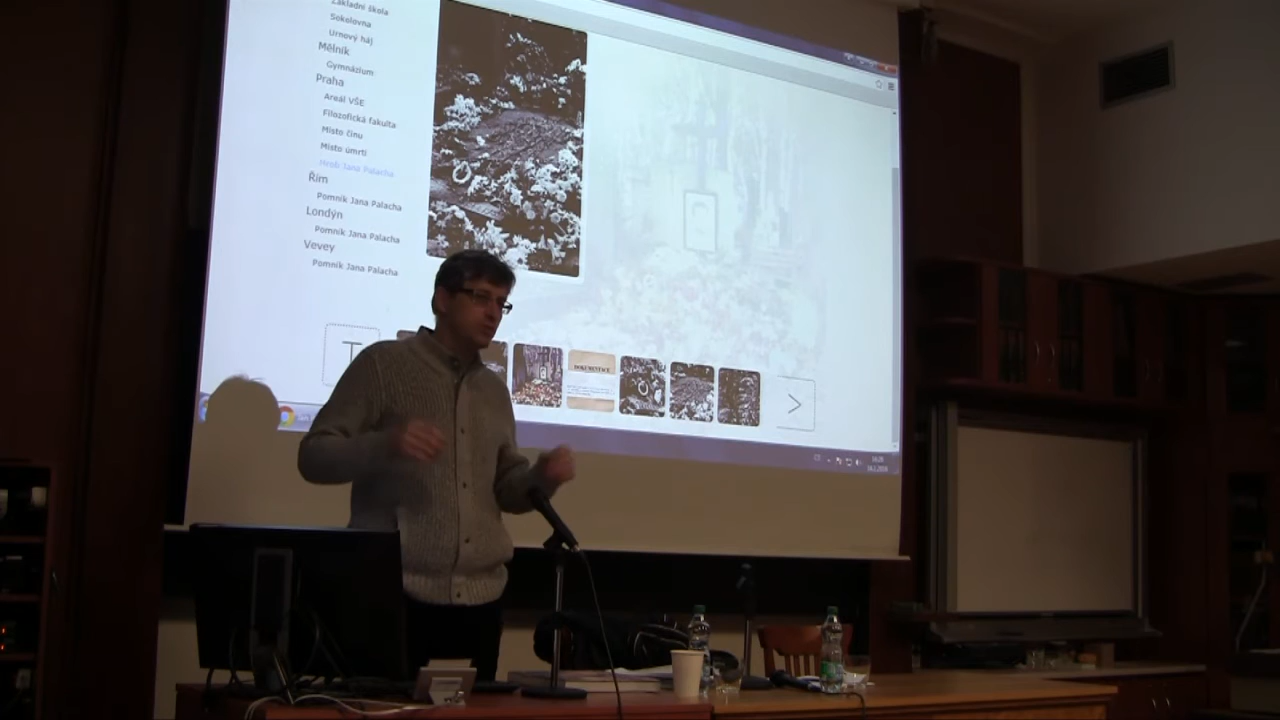 Základní škola
Sokolovna
Urnový háj
Mělník
Gymnázium
Praha
Areál VŠE
Filozofická fakulta
Místo činu
Místo úmrtí
Hrob Jana Palacha
Řím
Pomník Jana Palacha
Londýn
Pomník Jana Palacha
Vevey
Pomník Jana Palacha
DOKUMENTACE